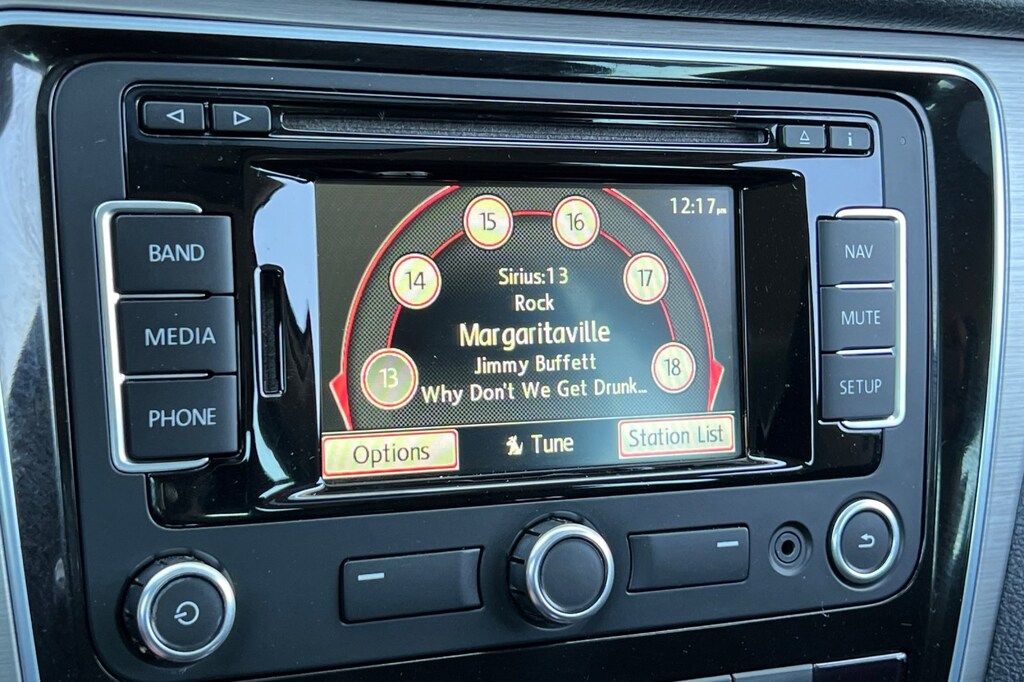 12:17pm
15 16
14 17
Sirius:13
Rock
Margaritaville
Jimmy Buffett
13 18
Why Don't We Get Drunk...
Options Tune Station List
BAND
MEDIA
PHONE
NAV
MUTE
SETUP
i